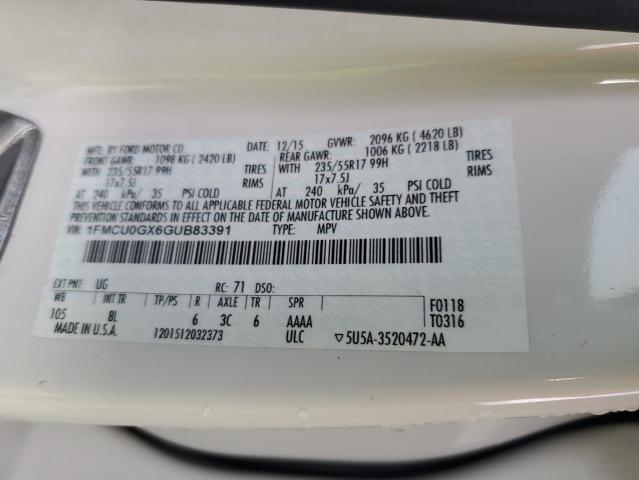 MFD. BY FORD MOTOR CO. DATE: 12/15 GVWR: 2096 KG ( 4620 LB)
FRONT GAWR: 1098 KG ( 2420 LB) REAR GAWR: 1006 KG ( 2218 LB)
235/55R17 99H TIRES 235/55R17 99H TIRES
17x7.5J RIMS 17x7.5J RIMS
AT 240 kPa/ 35 PSI COLD AT 240 kPa/ 35 PSI COLD
THIS VEHICLE CONFORMS TO ALL APPLICABLE FEDERAL MOTOR VEHICLE SAFETY AND THEFT
PREVENTION STANDARDS IN EFFECT ON THE DATE OF MANUFACTURE SHOWN ABOVE.
VIN: 1FMCU0GX6GUB83391 TYPE: MPV
EXT PNT: UG RC: 71 DSO:
WB INT TR TP/PS R AXLE TR SPR F0118
105 8L 6 3C 6 AAAA T0316
MADE IN U.S.A. 1201512032373 ULC ▽5U5A-3520472-AA